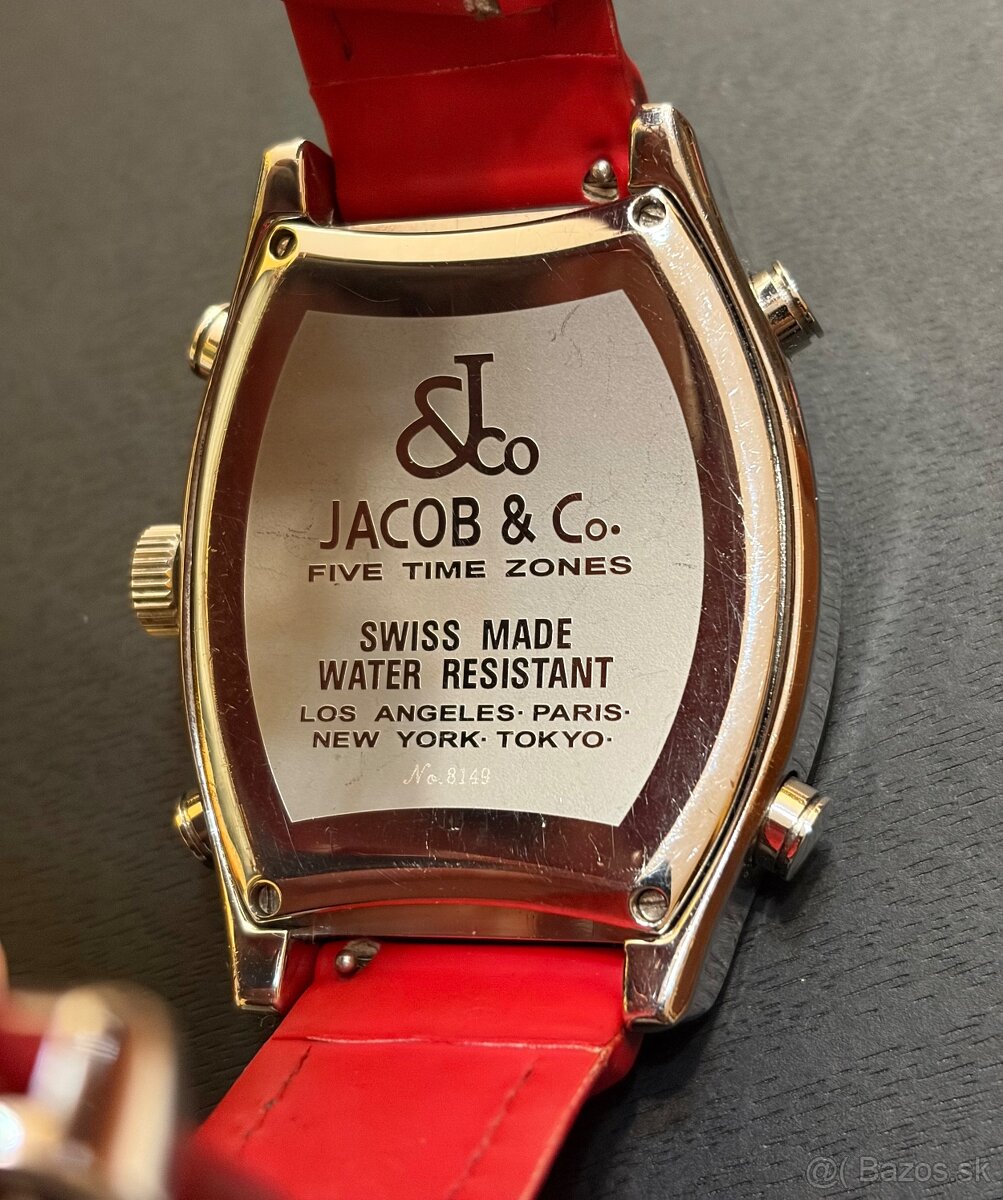 &Jco
JACOB & Co.
FIVE TIME ZONES
SWISS MADE
WATER RESISTANT
LOS ANGELES· PARIS·
NEW YORK· TOKYO·
No. 8149
@( Bazos.sk